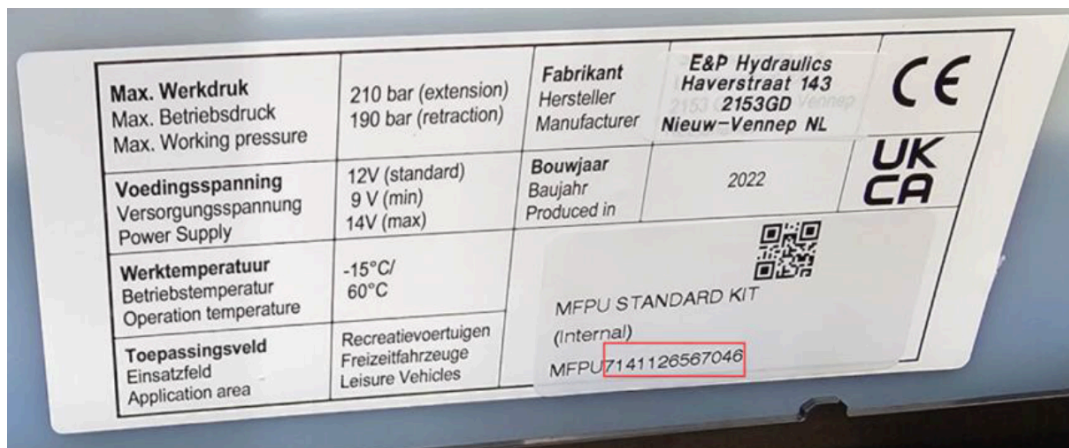 Max. Werkdruk
Max. Betriebsdruck
Max. Working pressure
210 bar (extension)
190 bar (retraction)
Fabrikant
Hersteller
Manufacturer
E&P Hydraulics
Haverstraat 143
2153GD
Nieuw-Vennep NL
CE
Voedingsspanning
Versorgungsspannung
Power Supply
12V (standard)
9 V (min)
14V (max)
Bouwjaar
Baujahr
Produced in
2022
UK
CA
Werktemperatuur
Betriebstemperatur
Operation temperature
-15°C/
60°C
MFPU STANDARD KIT
(Internal)
MFPU7141126567046
Toepassingsveld
Einsatzfeld
Application area
Recreatievoertuigen
Freizeitfahrzeuge
Leisure Vehicles